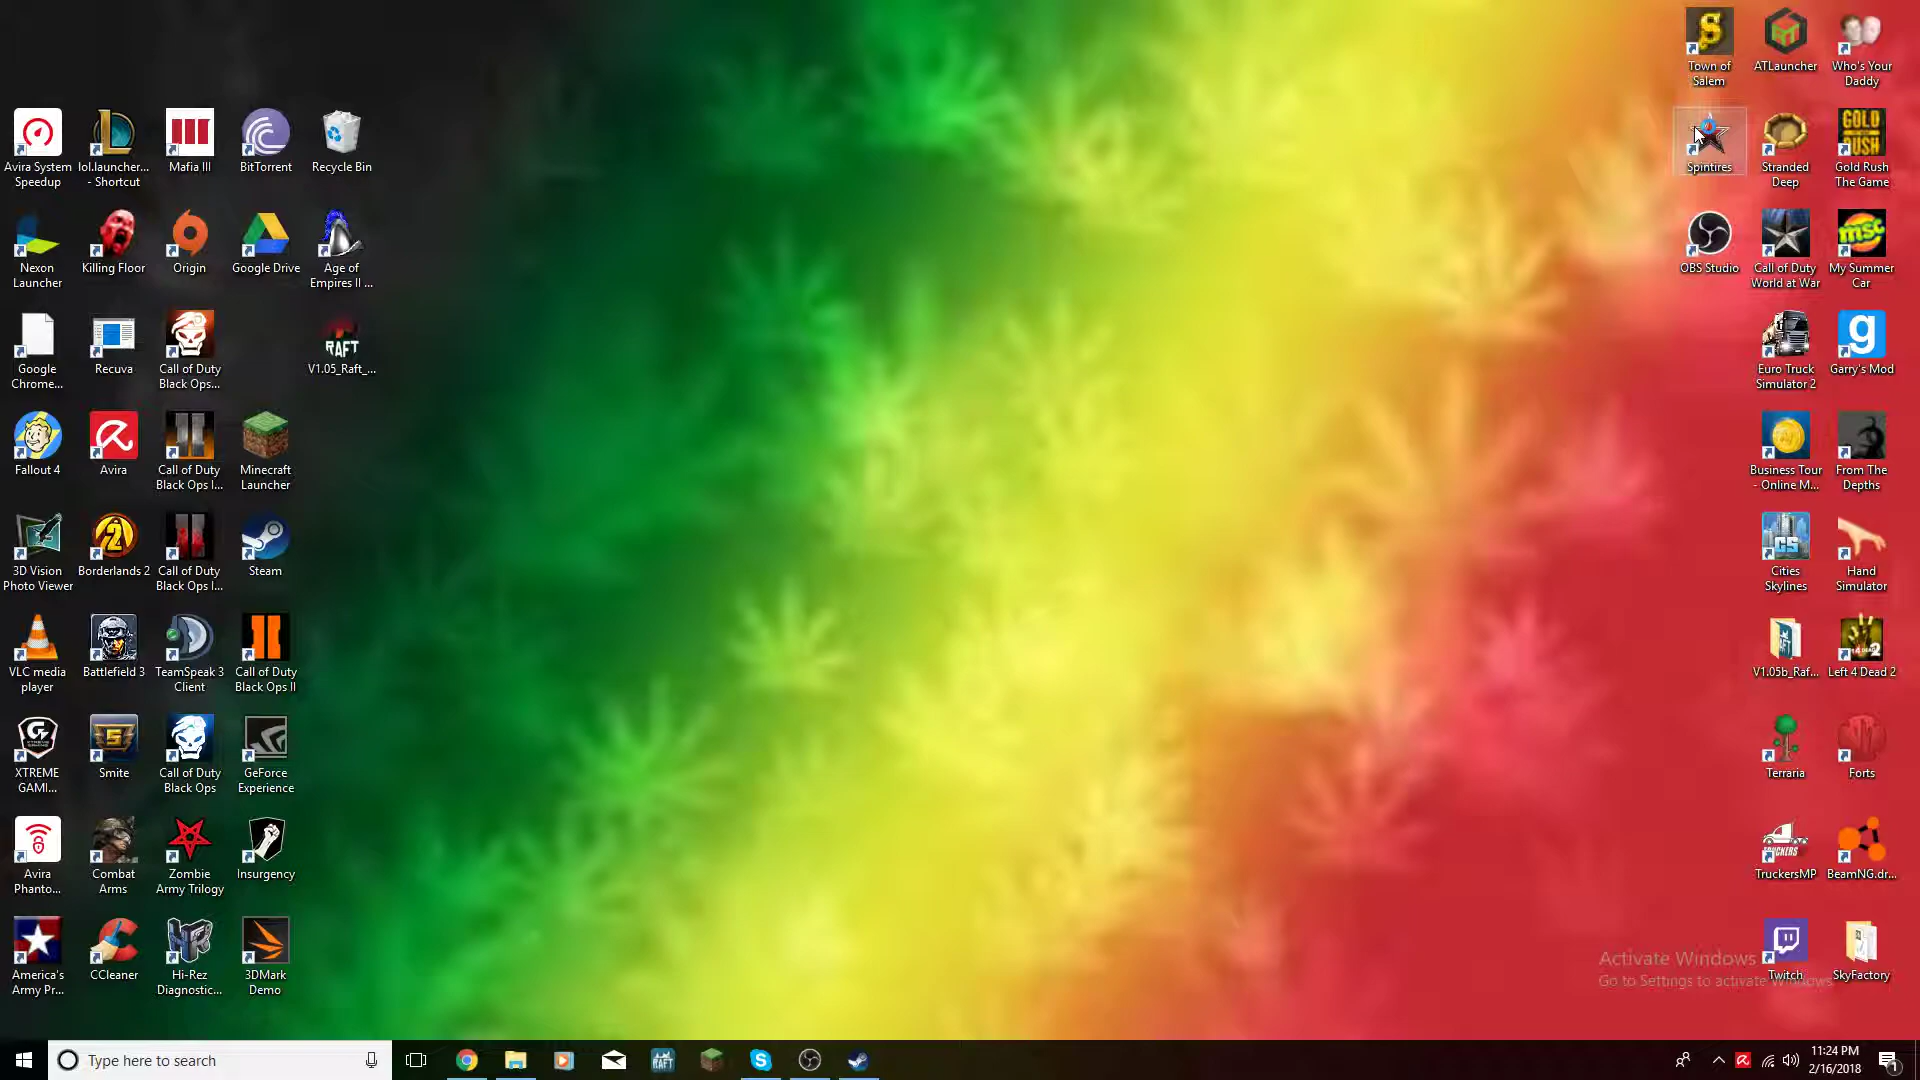 Avira System
Speedup
lol.launcher...
- Shortcut
Mafia III
BitTorrent
Recycle Bin
Nexon
Launcher
Killing Floor
Origin
Google Drive
Age of
Empires II ...
Google
Chrome...
Recuva
Call of Duty
Black Ops...
RAFT
V1.05_Raft_...
Fallout 4
Avira
Call of Duty
Black Ops I...
Minecraft
Launcher
3D Vision
Photo Viewer
Borderlands 2
Call of Duty
Black Ops I...
Steam
VLC media
player
Battlefield 3
TeamSpeak 3
Client
Call of Duty
Black Ops II
XTREME
GAMI...
Smite
Call of Duty
Black Ops
GeForce
Experience
Avira
Phanto...
Combat
Arms
Zombie
Army Trilogy
Insurgency
America's
Army Pr...
CCleaner
Hi-Rez
Diagnostic...
3DMark
Demo
Town of
Salem
ATLauncher
Who's Your
Daddy
Spintires
Stranded
Deep
GOLD
RUSH
Gold Rush
The Game
OBS Studio
Call of Duty
World at War
msc
My Summer
Car
Euro Truck
Simulator 2
g
Garry's Mod
Business Tour
- Online M...
From The
Depths
CS
Cities
Skylines
Hand
Simulator
V1.05b_Raf...
Left 4 Dead 2
Terraria
Forts
TRUCKERS
TruckersMP
BeamNG.dr...
Twitch
SkyFactory
Activate Windows
Go to Settings to activate Windows.
Type here to search
RAFT
11:24 PM
2/16/2018
1